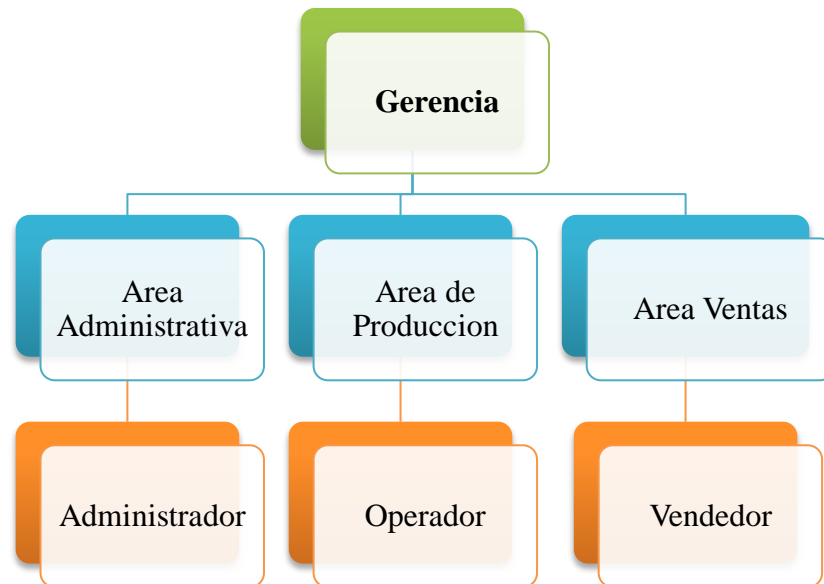 Gerencia
Area
Administrativa
Area de
Produccion
Area Ventas
Administrador
Operador
Vendedor